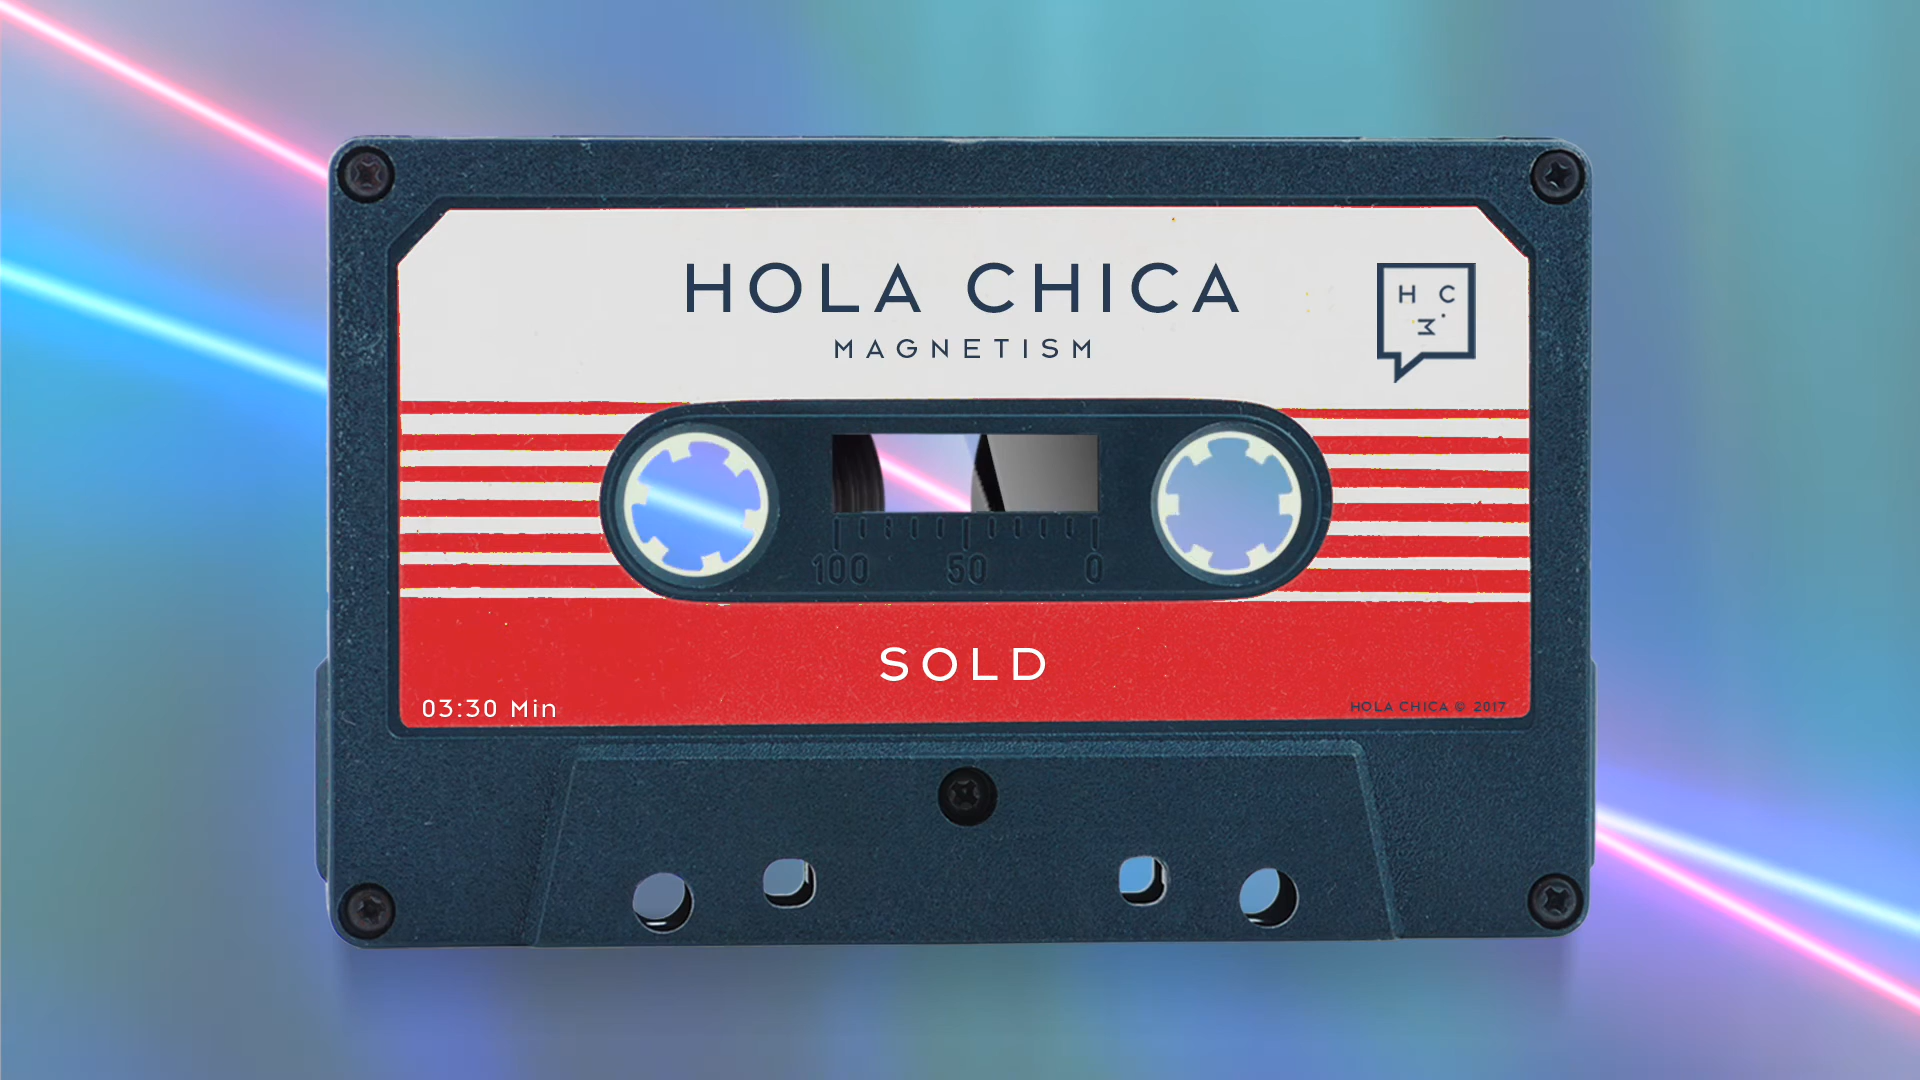 HOLA CHICA
MAGNETISM
H C
M.
100 50 0
SOLD
03:30 Min
HOLA CHICA © 2017